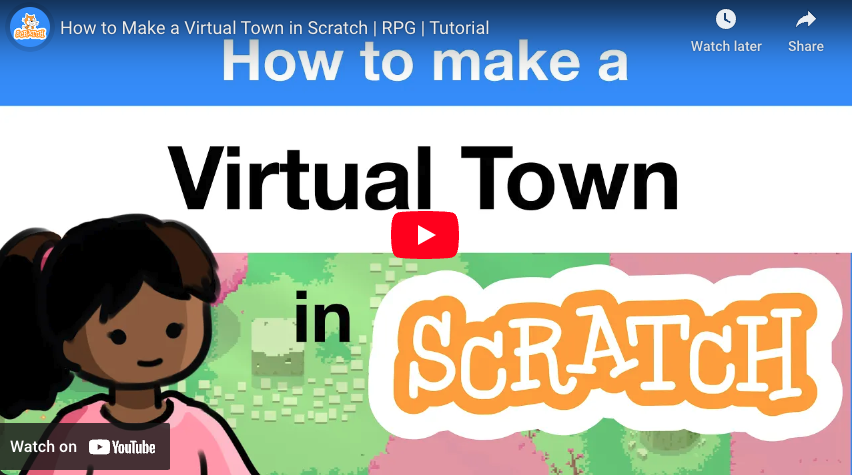 How to Make a Virtual Town in Scratch | RPG | Tutorial
Watch later
Share
How to make a
Virtual Town
in
SCRATCH
Watch on YouTube